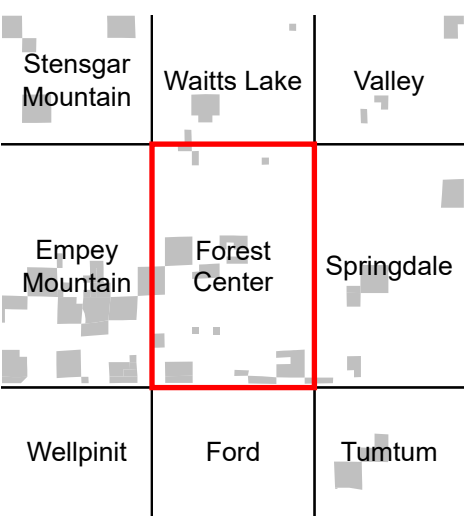 Stensgar
Mountain
Waitts Lake
Valley
Empey
Mountain
Forest
Center
Springdale
Wellpinit
Ford
Tumtum